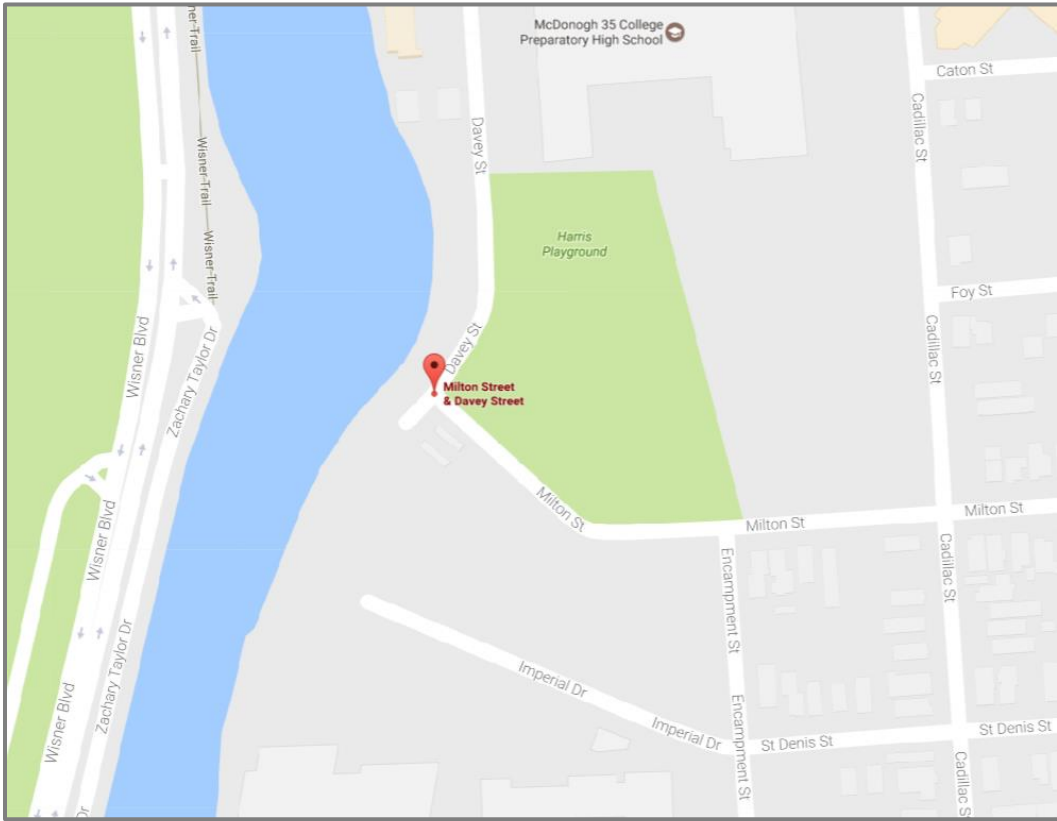 McDonogh 35 College
Preparatory High School
Wisner-Trail
Caton St
Davey St
Cadillac St
Wisner-Trail
Harris
Playground
Wisner-Trail
Foy St
Wisner Blvd
Davey St
Cadillac St
Zachary Taylor Dr
Milton Street
& Davey Street
Milton St
Milton St
Milton St
Wisner Blvd
Cadillac St
Encampment St
Zachary Taylor Dr
Imperial Dr
Wisner Blvd
Imperial Dr
St Denis St
St Denis St
Encampment St
Cadillac St
Dr